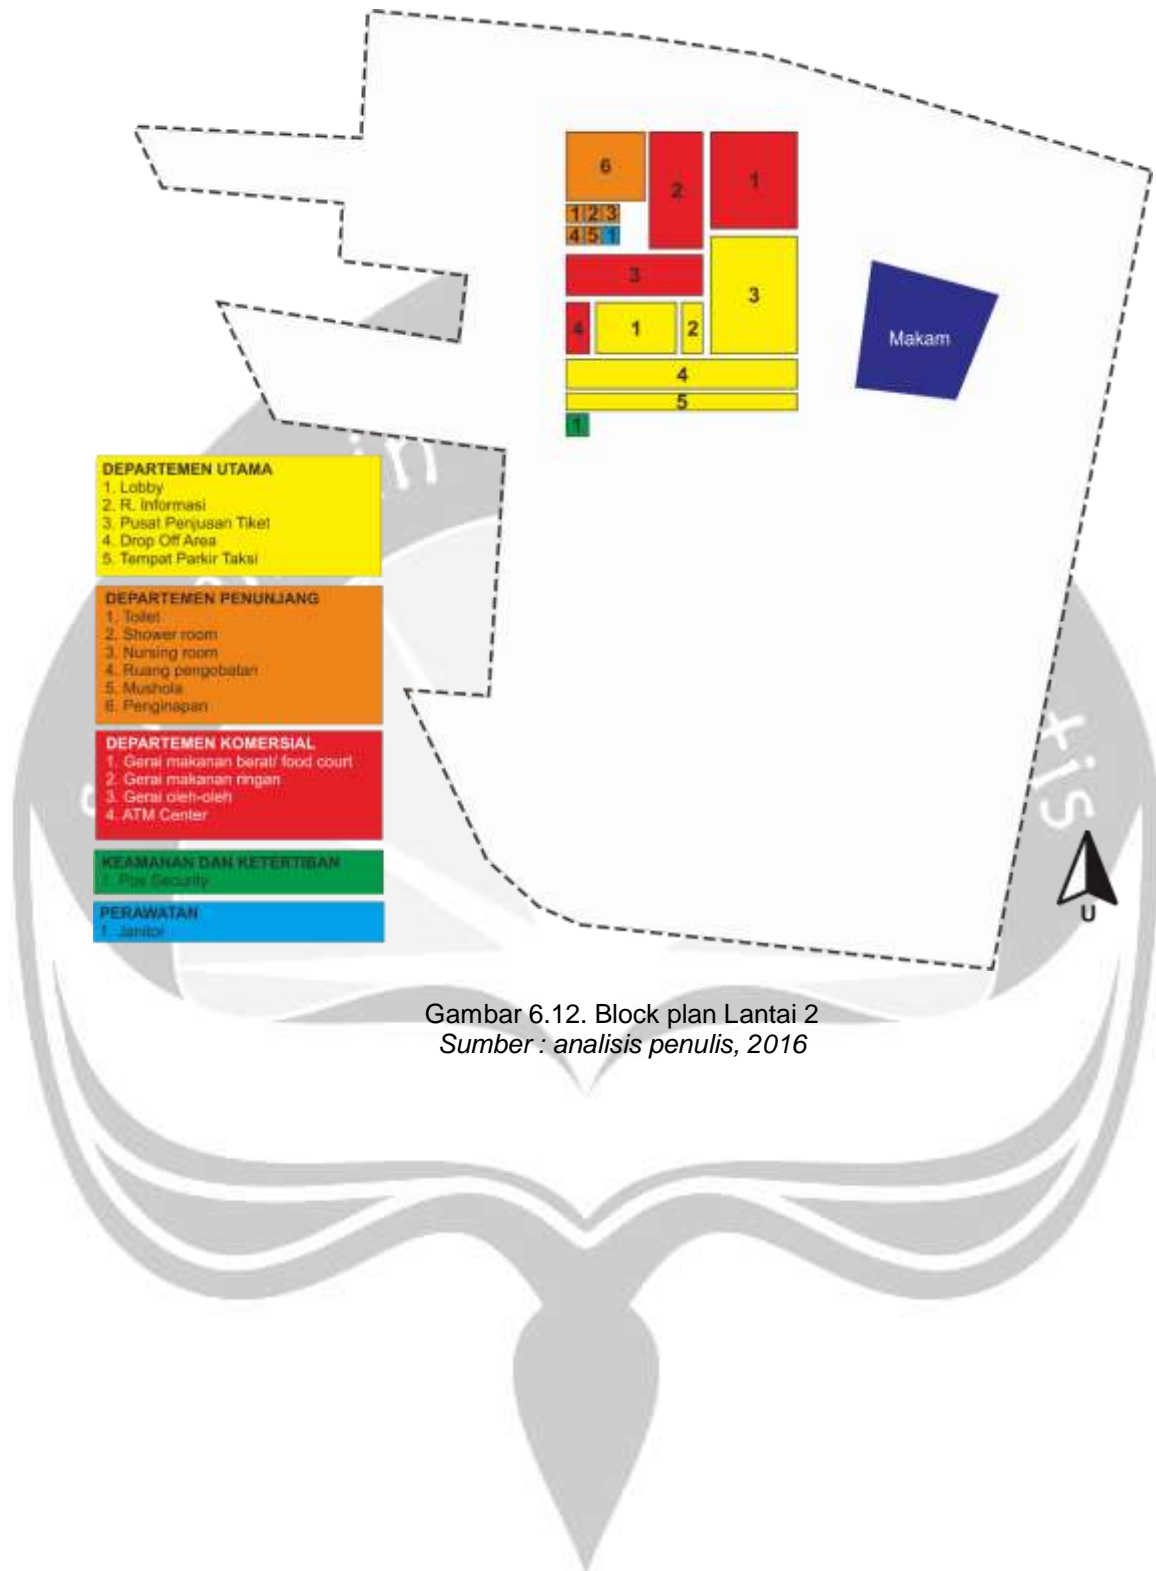 6
2
1
1 2 3
4 5 1
3
3
4
1
2
Makam
4
5
1
DEPARTEMEN UTAMA
1. Lobby
2. R. Informasi
3. Pusat Penjuaan Tiket
4. Drop Off Area
5. Tempat Parkir Taksi
DEPARTEMEN PENUNJANG
1. Toilet
2. Shower room
3. Nursing room
4. Ruang pengobatan
5. Mushola
6. Penginapan
DEPARTEMEN KOMERSIAL
1. Gerai makanan berat/ food court
2. Gerai makanan ringan
3. Gerai oleh-oleh
4. ATM Center
KEAMANAN DAN KETERTIBAN
1. Pos Security
PERAWATAN
1. Janitor
U
Gambar 6.12. Block plan Lantai 2
Sumber : analisis penulis, 2016